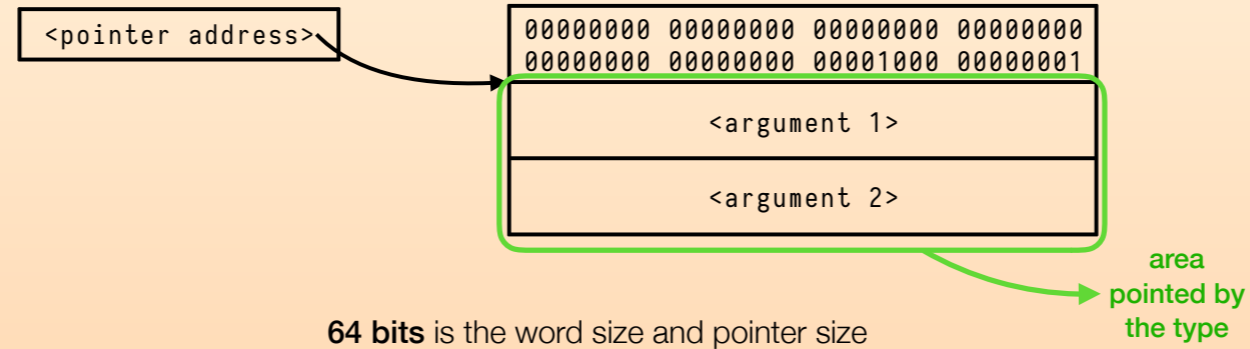 <pointer address>
00000000 00000000 00000000 00000000
00000000 00000000 00001000 00000001
<argument 1>
<argument 2>
area
pointed by
the type
64 bits is the word size and pointer size